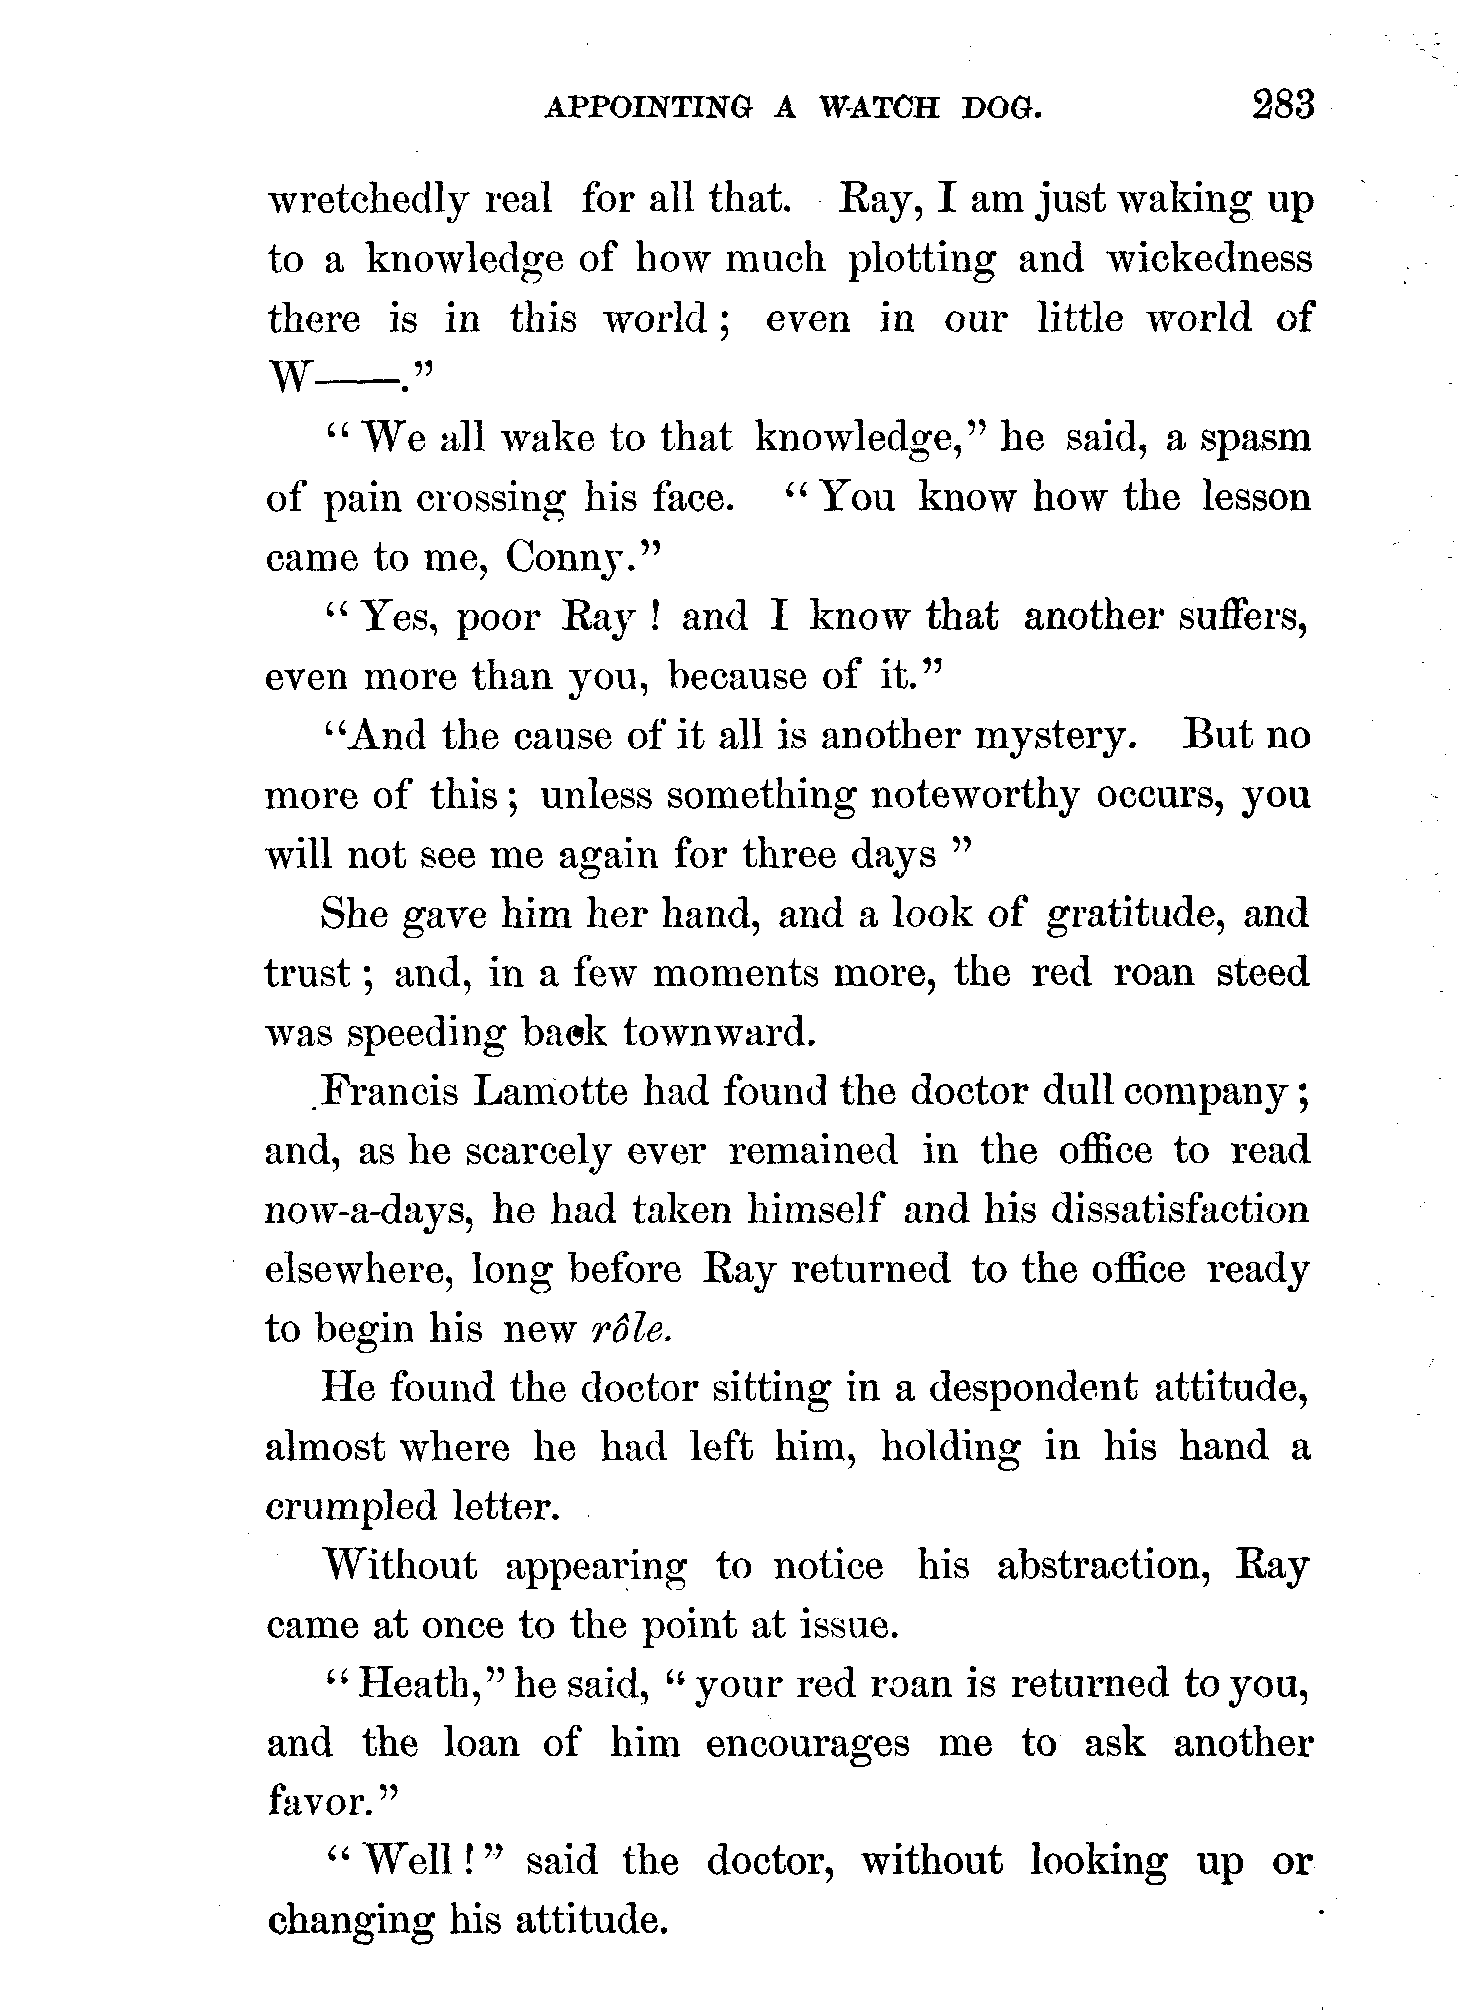 APPOINTING A WATCH DOG. 283
wretchedly real for all that. Ray, I am just waking up
to a knowledge of how much plotting and wickedness
there is in this world; even in our little world of
W——."
"We all wake to that knowledge," he said, a spasm
of pain crossing his face. "You know how the lesson
came to me, Conny."
"Yes, poor Ray! and I know that another suffers,
even more than you, because of it."
"And the cause of it all is another mystery. But no
more of this; unless something noteworthy occurs, you
will not see me again for three days"
She gave him her hand, and a look of gratitude, and
trust; and, in a few moments more, the red roan steed
was speeding back townward.
Francis Lamotte had found the doctor dull company;
and, as he scarcely ever remained in the office to read
now-a-days, he had taken himself and his dissatisfaction
elsewhere, long before Ray returned to the office ready
to begin his new rôle.
He found the doctor sitting in a despondent attitude,
almost where he had left him, holding in his hand a
crumpled letter.
Without appearing to notice his abstraction, Ray
came at once to the point at issue.
"Heath," he said, "your red roan is returned to you,
and the loan of him encourages me to ask another
favor."
"Well!" said the doctor, without looking up or
changing his attitude.